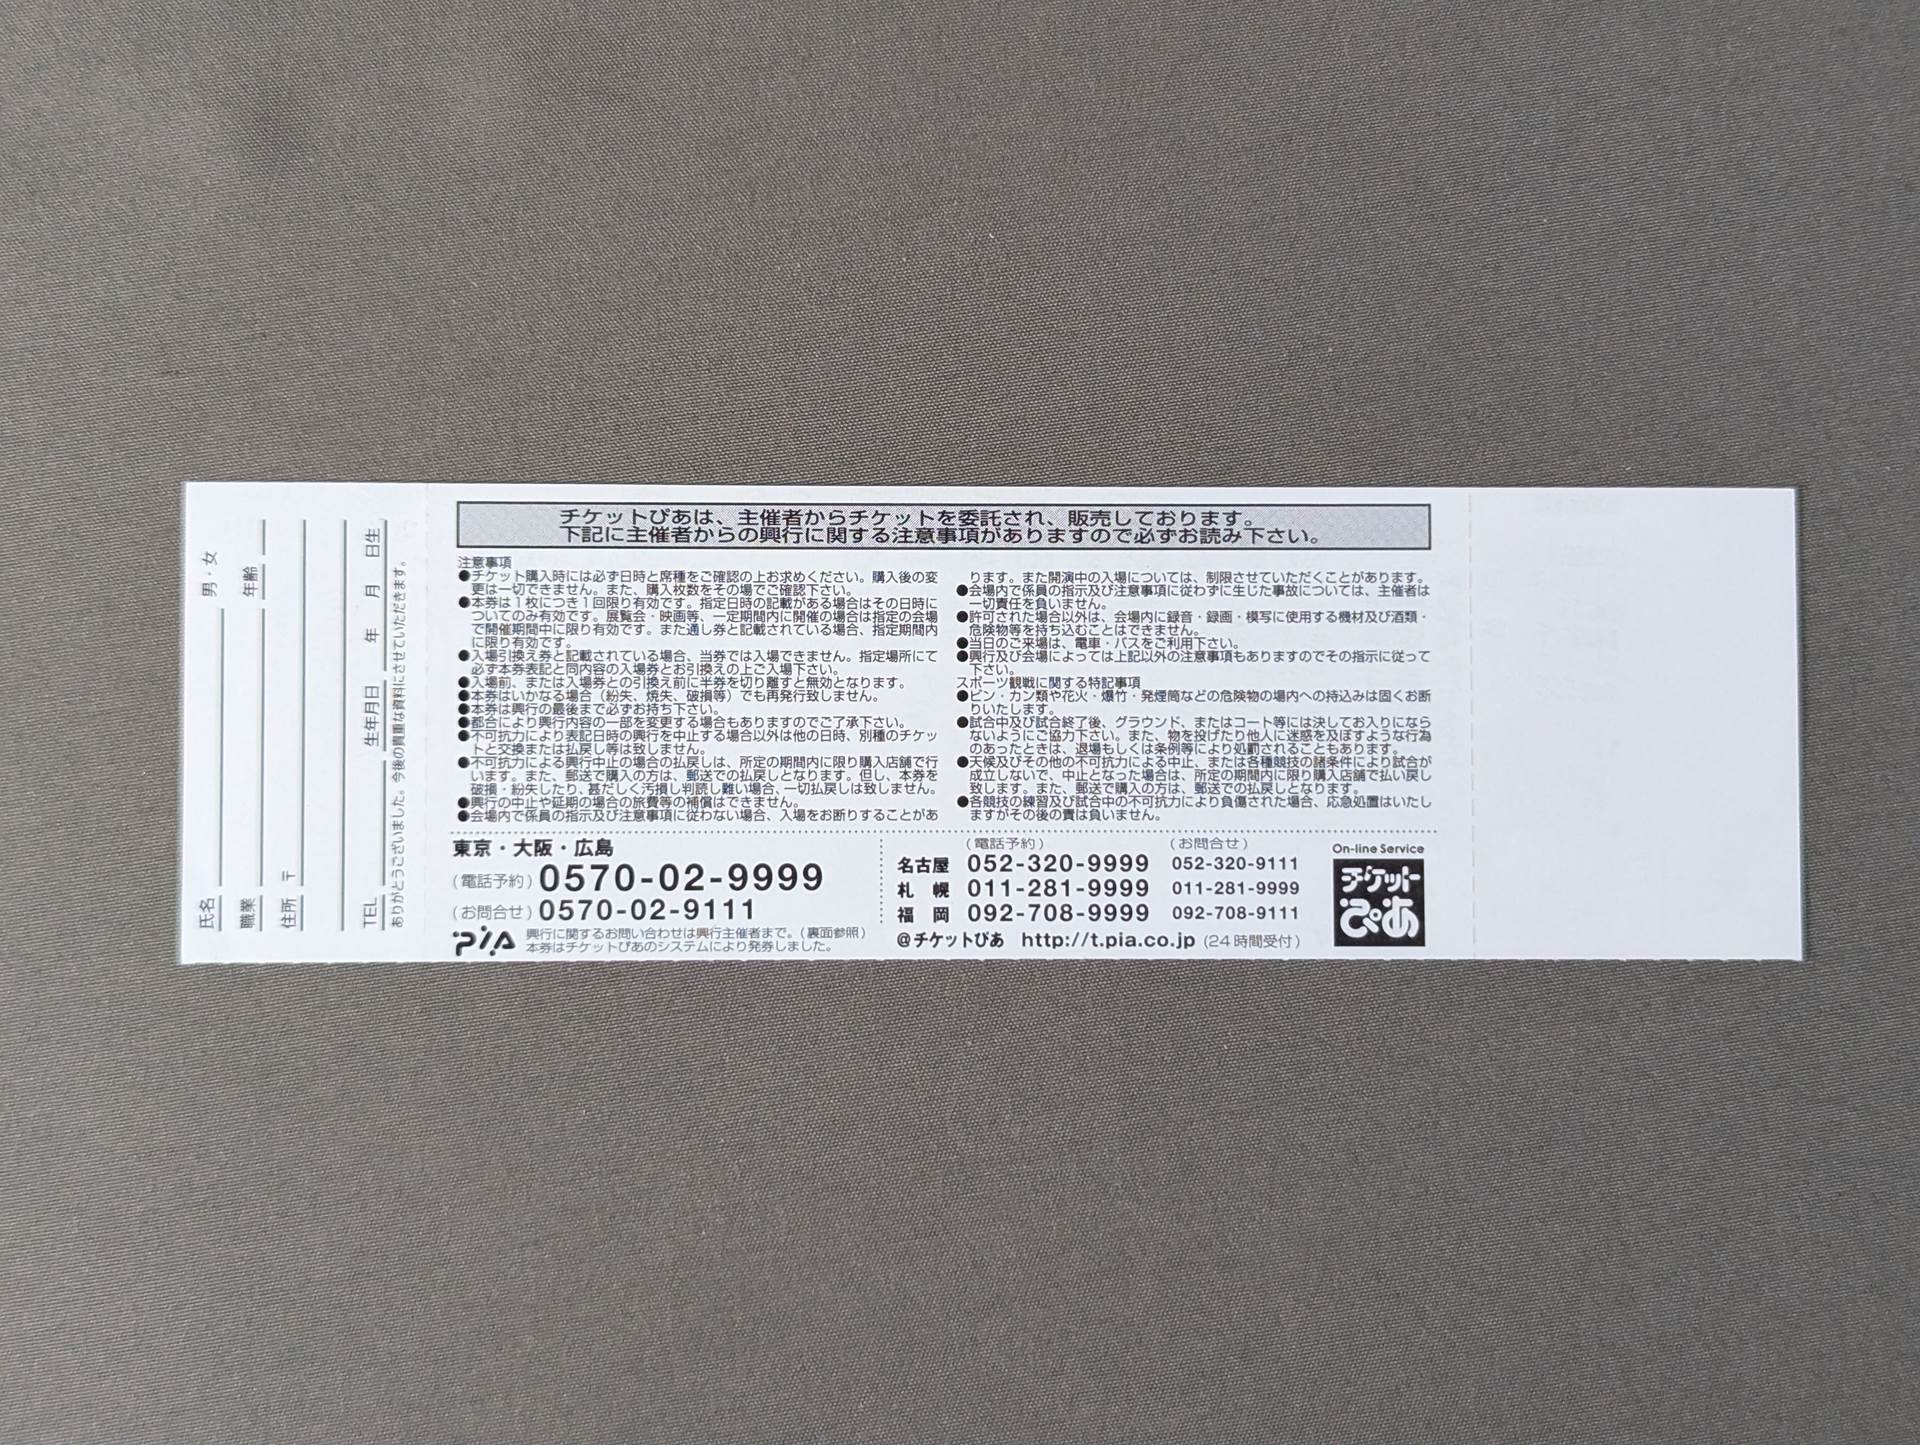 氏名 男・女
職業 年齢
住所 〒
TEL 生年月日 年 月 日生
ありがとうございました。今後の貴重な資料にさせていただきます。
チケットぴあは、主催者からチケットを委託され、販売しております。
下記に主催者からの興行に関する注意事項がありますので必ずお読み下さい。
注意事項
●チケット購入時には必ず日時と席種をご確認の上お求めください。購入後の変
更は一切できません。また、購入枚数をその場でご確認下さい。
●本券は1枚につき1回限り有効です。指定日時の記載がある場合はその日時に
ついてのみ有効です。展覧会・映画等、一定期間内に開催の場合は指定の会場
で開催期間中に限り有効です。また通し券と記載されている場合、指定期間内
に限り有効です。
●入場引換え券と記載されている場合、当券では入場できません。指定場所にて
必ず本券表記と同内容の入場券とお引換えの上ご入場下さい。
●入場前、または入場券との引換え前に半券を切り離すと無効となります。
●本券はいかなる場合（紛失、焼失、破損等）でも再発行致しません。
●本券は興行の最後まで必ずお持ち下さい。
●都合により興行内容の一部を変更する場合もありますのでご了承下さい。
●不可抗力により表記日時の興行を中止する場合以外は他の日時、別種のチケッ
トと交換または払戻し等は致しません。
●不可抗力による興行中止の場合の払戻しは、所定の期間内に限り購入店舗で行
います。また、郵送で購入の方は、郵送での払戻しとなります。但し、本券を
破損・紛失したり、甚だしく汚損し判読し難い場合、一切払戻しは致しません。
●興行の中止や延期の場合の旅費等の補償はできません。
●会場内で係員の指示及び注意事項に従わない場合、入場をお断りすることがあ
ります。また開演中の入場については、制限させていただくことがあります。
●会場内で係員の指示及び注意事項に従わずに生じた事故については、主催者は
一切責任を負いません。
●許可された場合以外は、会場内に録音・録画・模写に使用する機材及び酒類・
危険物等を持ち込むことはできません。
●当日のご来場は、電車・バスをご利用下さい。
●興行及び会場によっては上記以外の注意事項もありますのでその指示に従って
下さい。
スポーツ観戦に関する特記事項
●ビン・カン類や花火・爆竹・発煙筒などの危険物の場内への持込みは固くお断
りいたします。
●試合中及び試合終了後、グラウンド、またはコート等には決してお入りになら
ないようにご協力下さい。また、物を投げたり他人に迷惑を及ぼすような行為
のあったときは、退場もしくは条例等により処罰されることもあります。
●天候及びその他の不可抗力による中止、または各種競技の諸条件により試合が
成立しないで、中止となった場合は、所定の期間内に限り購入店舗で払い戻し
致します。また、郵送で購入の方は、郵送での払戻しとなります。
●各競技の練習及び試合中の不可抗力により負傷された場合、応急処置はいたし
ますがその後の責は負いません。
東京・大阪・広島
（電話予約）0570-02-9999
（お問合せ）0570-02-9111
PIA 興行に関するお問い合わせは興行主催者まで。（裏面参照）
本券はチケットぴあのシステムにより発券しました。
（電話予約） （お問合せ）
名古屋 052-320-9999 052-320-9111
札 幌 011-281-9999 011-281-9999
福 岡 092-708-9999 092-708-9111
@チケットぴあ http://t.pia.co.jp（24時間受付）
On-line Service
チケット
ぴあ